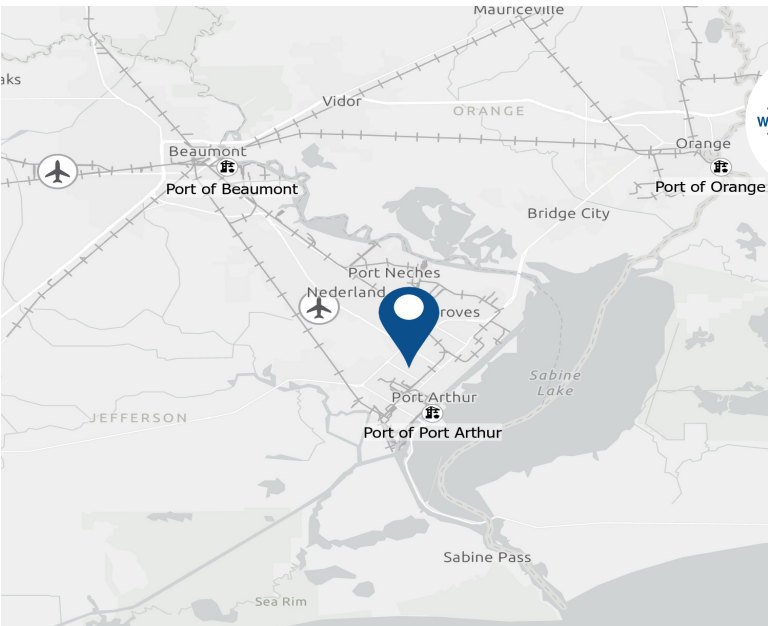 Mauriceville
aks
Vidor
ORANGE
W
Beaumont
Orange
Port of Beaumont
Port of Orange
Bridge City
Port Neches
Nederland
roves
Sabine
Lake
Port Arthur
JEFFERSON
Port of Port Arthur
Sabine Pass
Sea Rim